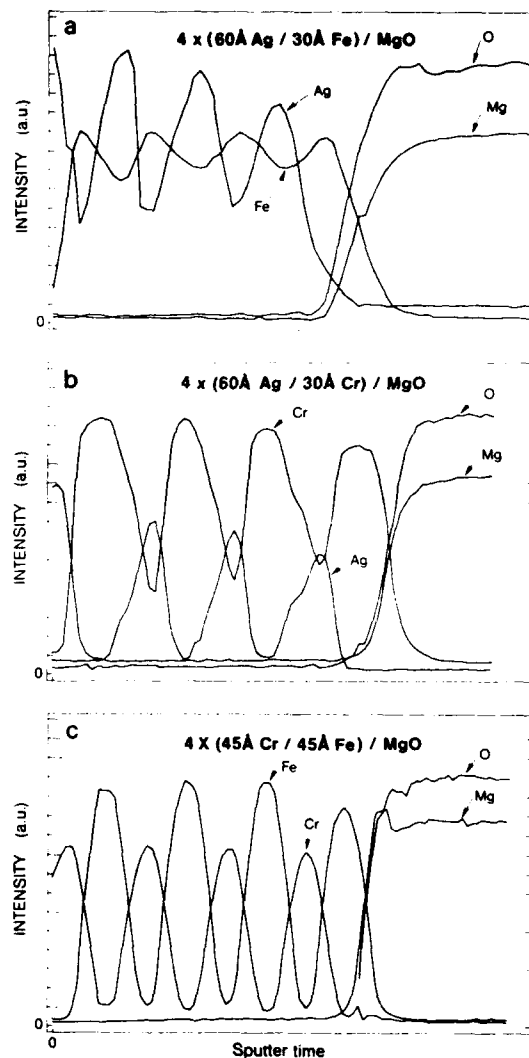 a
4 x (60Å Ag / 30Å Fe) / MgO
O
Ag
Mg
Fe
INTENSITY (a.u.)
0
b
4 x (60Å Ag / 30Å Cr) / MgO
O
Cr
Mg
Ag
INTENSITY (a.u.)
0
c
4 X (45Å Cr / 45Å Fe) / MgO
O
Fe
Mg
Cr
INTENSITY (a.u.)
0
0
Sputter time